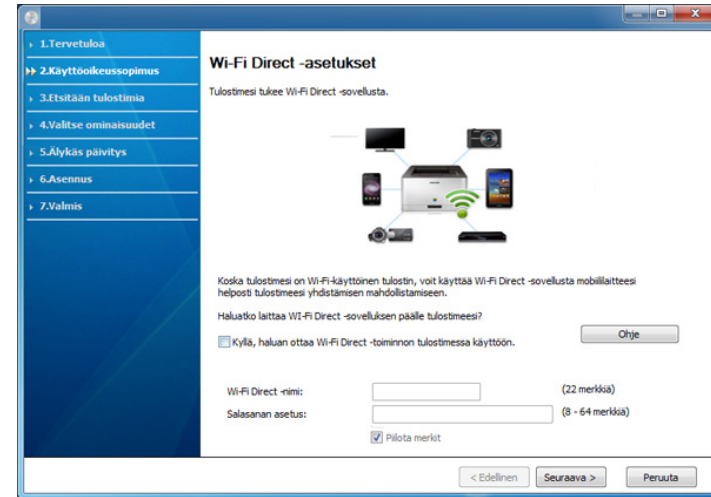 1.Tervetuloa
2.Käyttöoikeussopimus
3.Etsitään tulostimia
4.Valitse ominaisuudet
5.Älykäs päivitys
6.Asennus
7.Valmis
Wi-Fi Direct -asetukset
Tulostimesi tukee Wi-Fi Direct -sovellusta.
Koska tulostimesi on Wi-Fi-käyttöinen tulostin, voit käyttää Wi-Fi Direct -sovellusta mobiililaitteesi
helposti tulostimeesi yhdistämisen mahdollistamiseen.
Haluatko laittaa WI-Fi Direct -sovelluksen päälle tulostimeesi?
Ohje
Kyllä, haluan ottaa Wi-Fi Direct -toiminnon tulostimessa käyttöön.
Wi-Fi Direct -nimi: (22 merkkiä)
Salasanan asetus: (8 - 64 merkkiä)
Piilota merkit
< Edellinen Seuraava > Peruuta